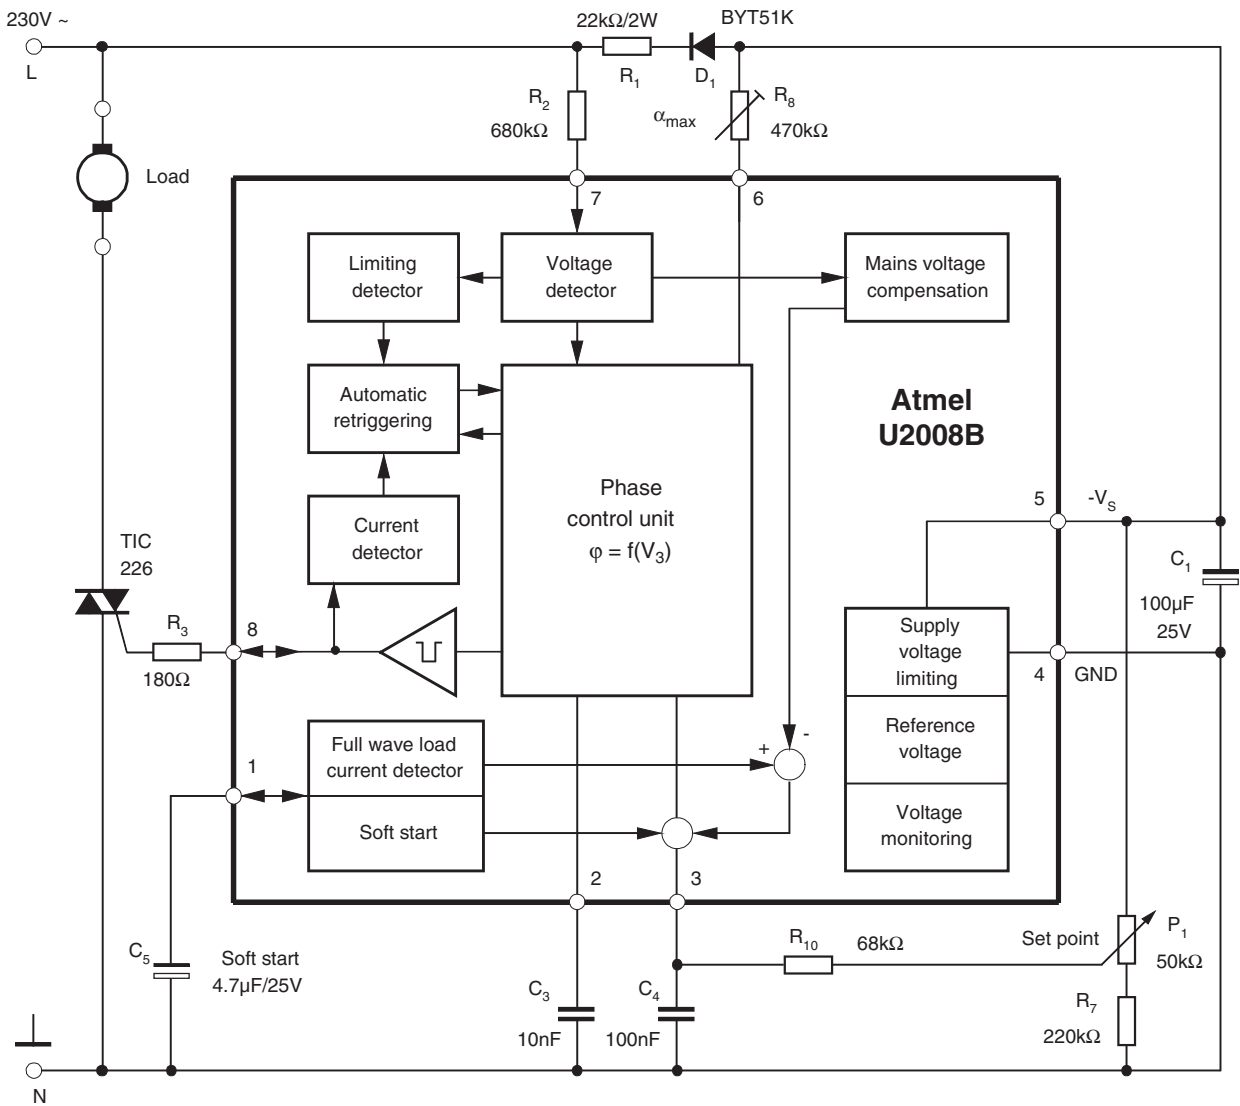 230V ~
L
22kΩ/2W
R1
BYT51K
D1
R2
680kΩ
αmax
R8
470kΩ
Load
7
6
Limiting
detector
Voltage
detector
Mains voltage
compensation
Automatic
retriggering
Atmel
U2008B
Phase
control unit
φ = f(V3)
Current
detector
5
-VS
TIC
226
C1
100µF
25V
R3
180Ω
8
Supply
voltage
limiting
4
GND
Reference
voltage
Voltage
monitoring
Full wave load
current detector
1
Soft start
+
-
2
3
C5
Soft start
4.7µF/25V
R10
68kΩ
Set point
P1
50kΩ
C3
10nF
C4
100nF
R7
220kΩ
N